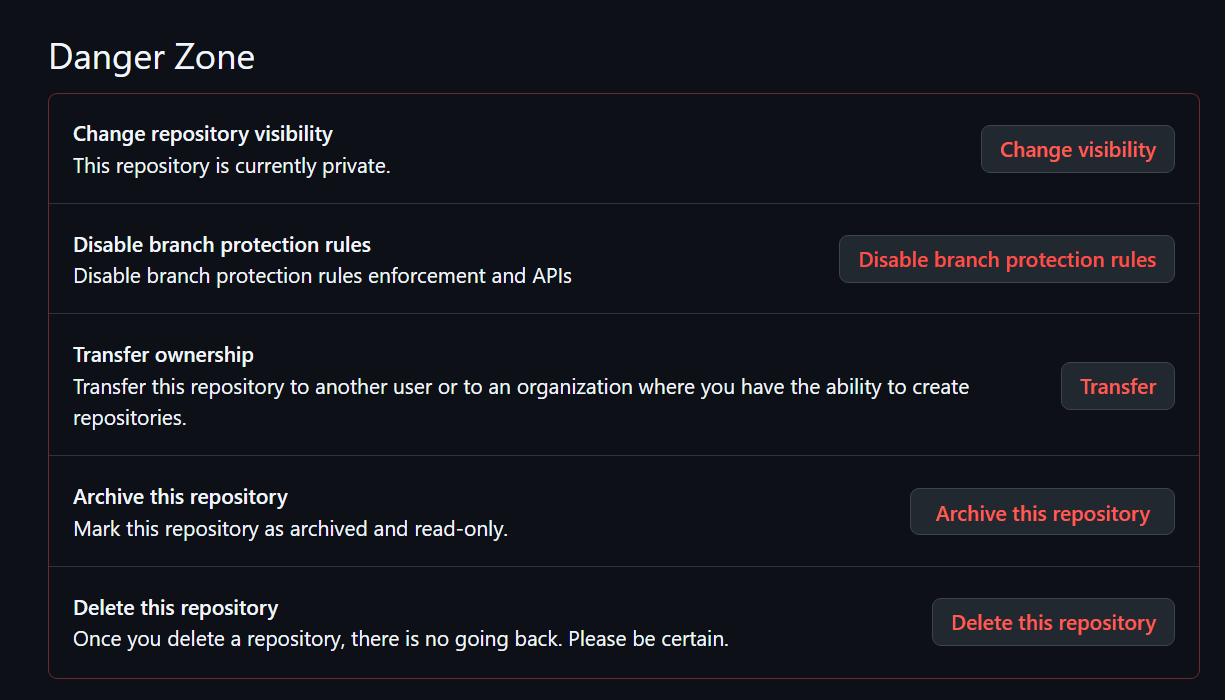 Danger Zone
Change repository visibility
This repository is currently private.
Change visibility
Disable branch protection rules
Disable branch protection rules enforcement and APIs
Disable branch protection rules
Transfer ownership
Transfer this repository to another user or to an organization where you have the ability to create
repositories.
Transfer
Archive this repository
Mark this repository as archived and read-only.
Archive this repository
Delete this repository
Once you delete a repository, there is no going back. Please be certain.
Delete this repository